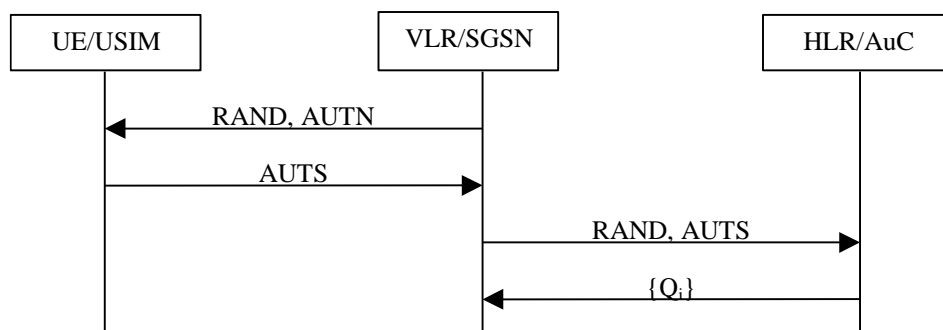 UE/USIM
VLR/SGSN
HLR/AuC
RAND, AUTN
AUTS
RAND, AUTS
{Qᵢ}